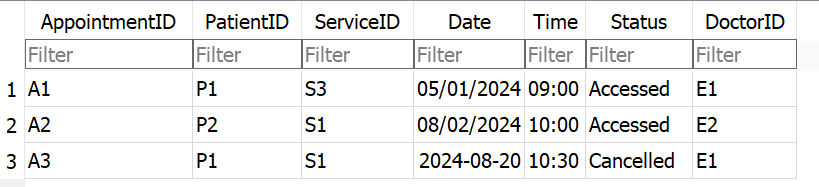 AppointmentID PatientID ServiceID Date Time Status DoctorID
Filter Filter Filter Filter Filter Filter Filter
1 A1 P1 S3 05/01/2024 09:00 Accessed E1
2 A2 P2 S1 08/02/2024 10:00 Accessed E2
3 A3 P1 S1 2024-08-20 10:30 Cancelled E1